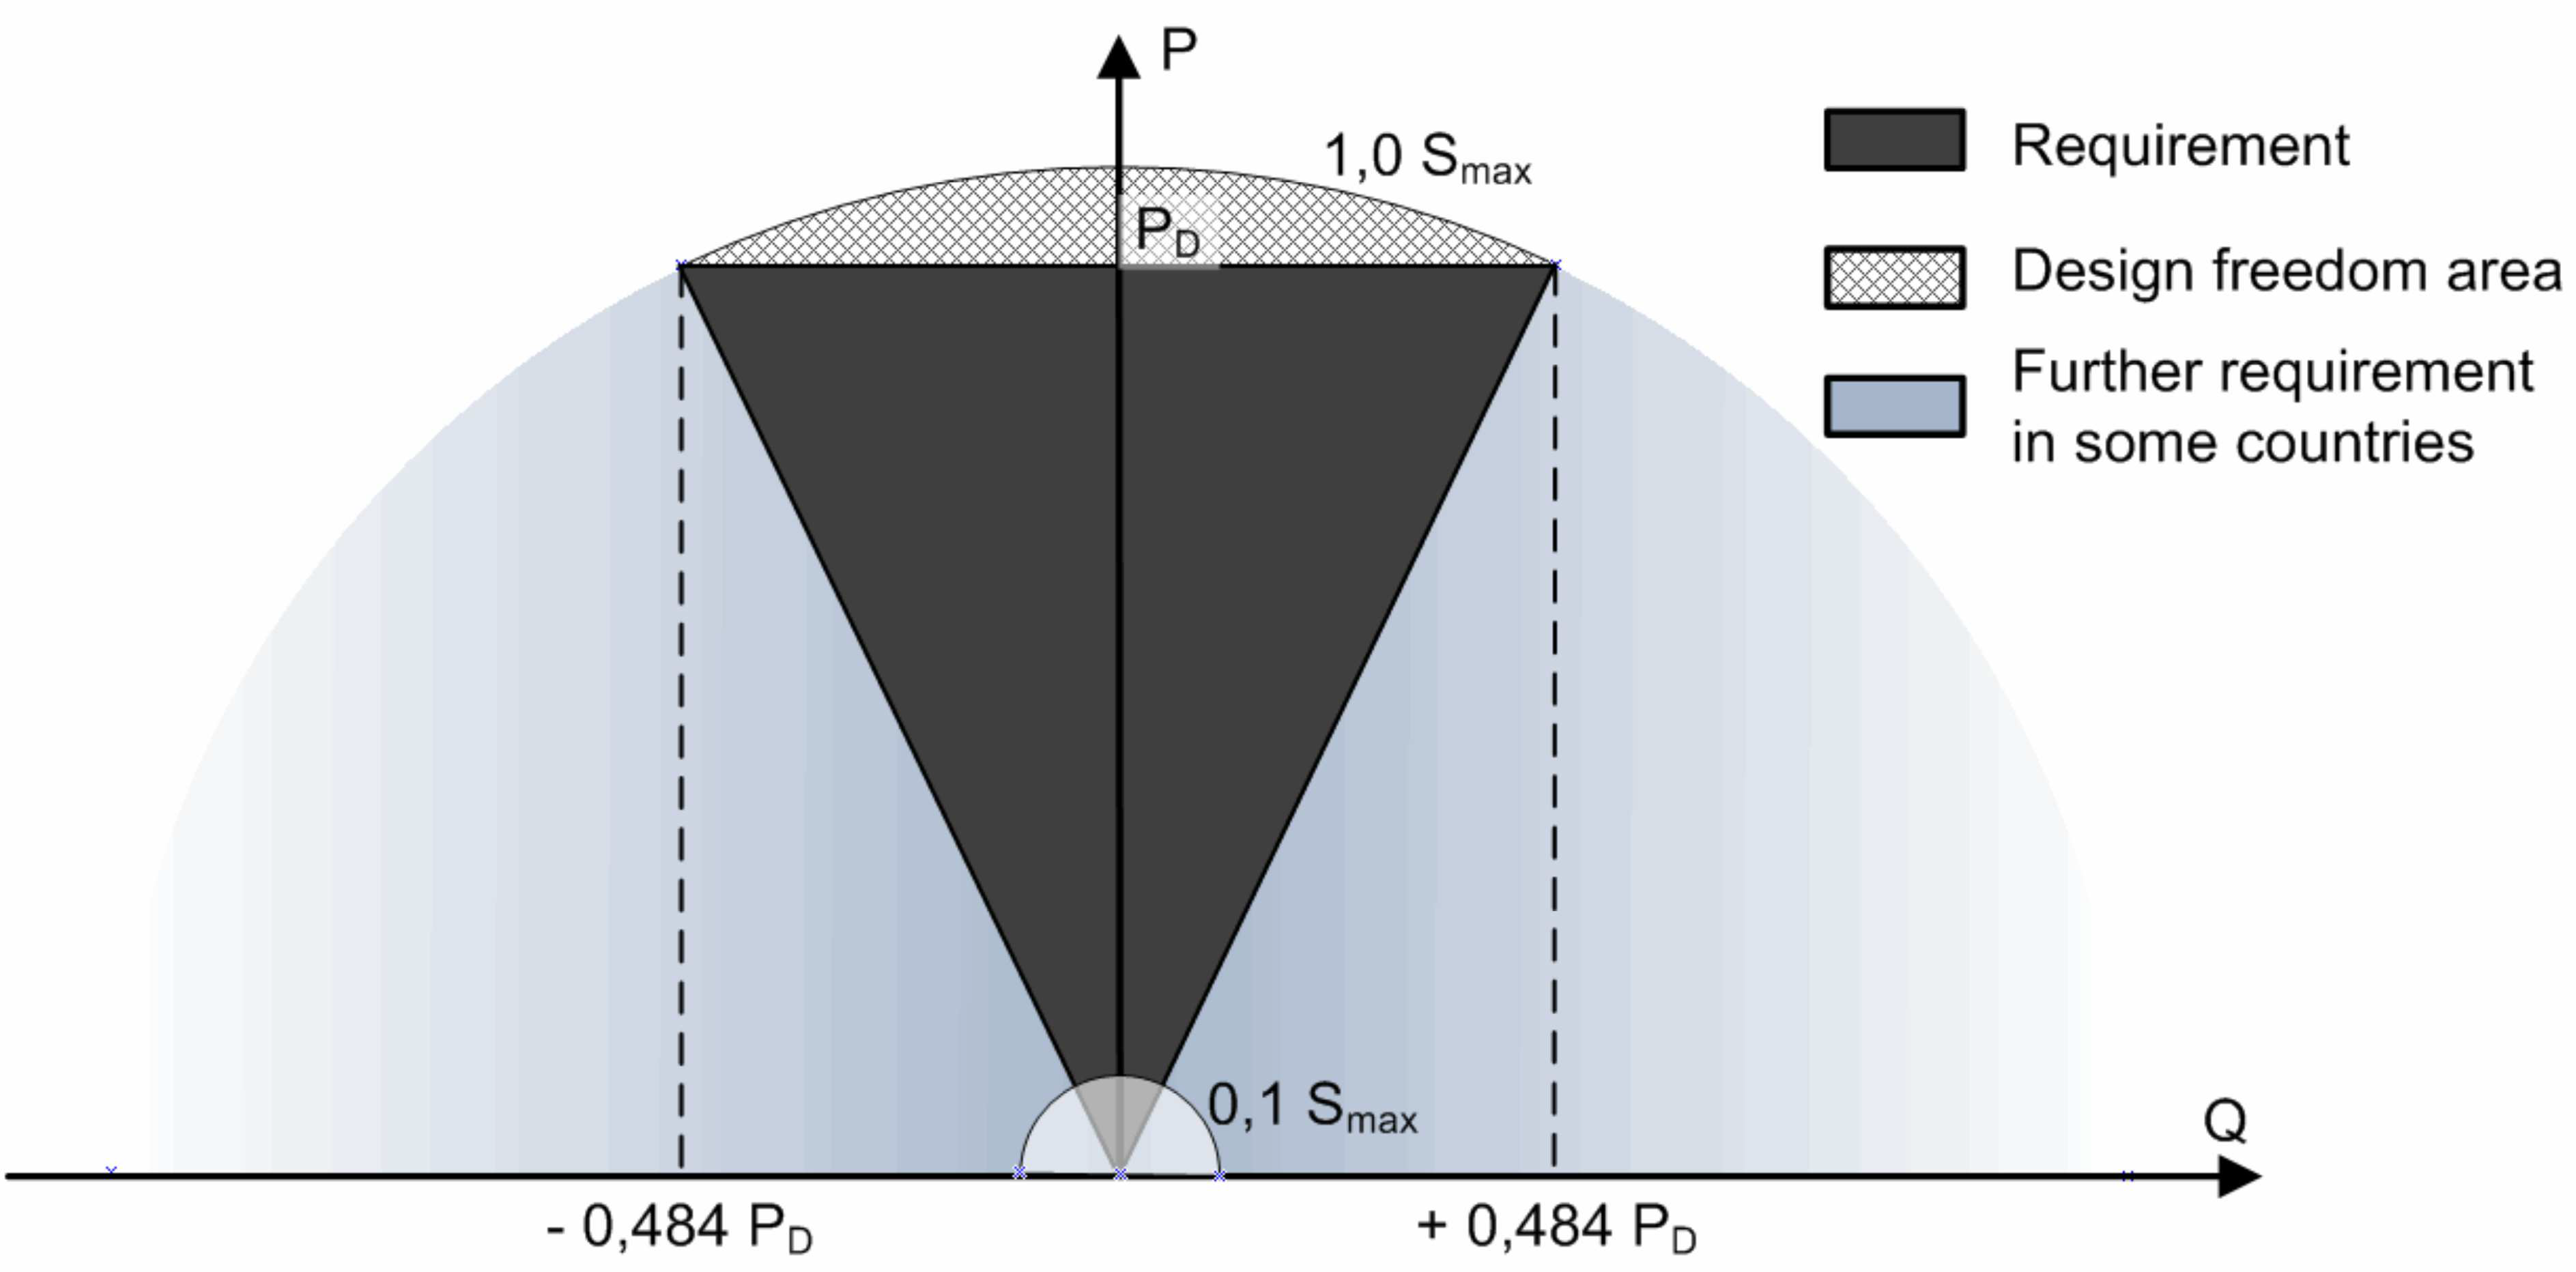 P
1,0 Smax
PD
Requirement
Design freedom area
Further requirement
in some countries
0,1 Smax
Q
- 0,484 PD
+ 0,484 PD